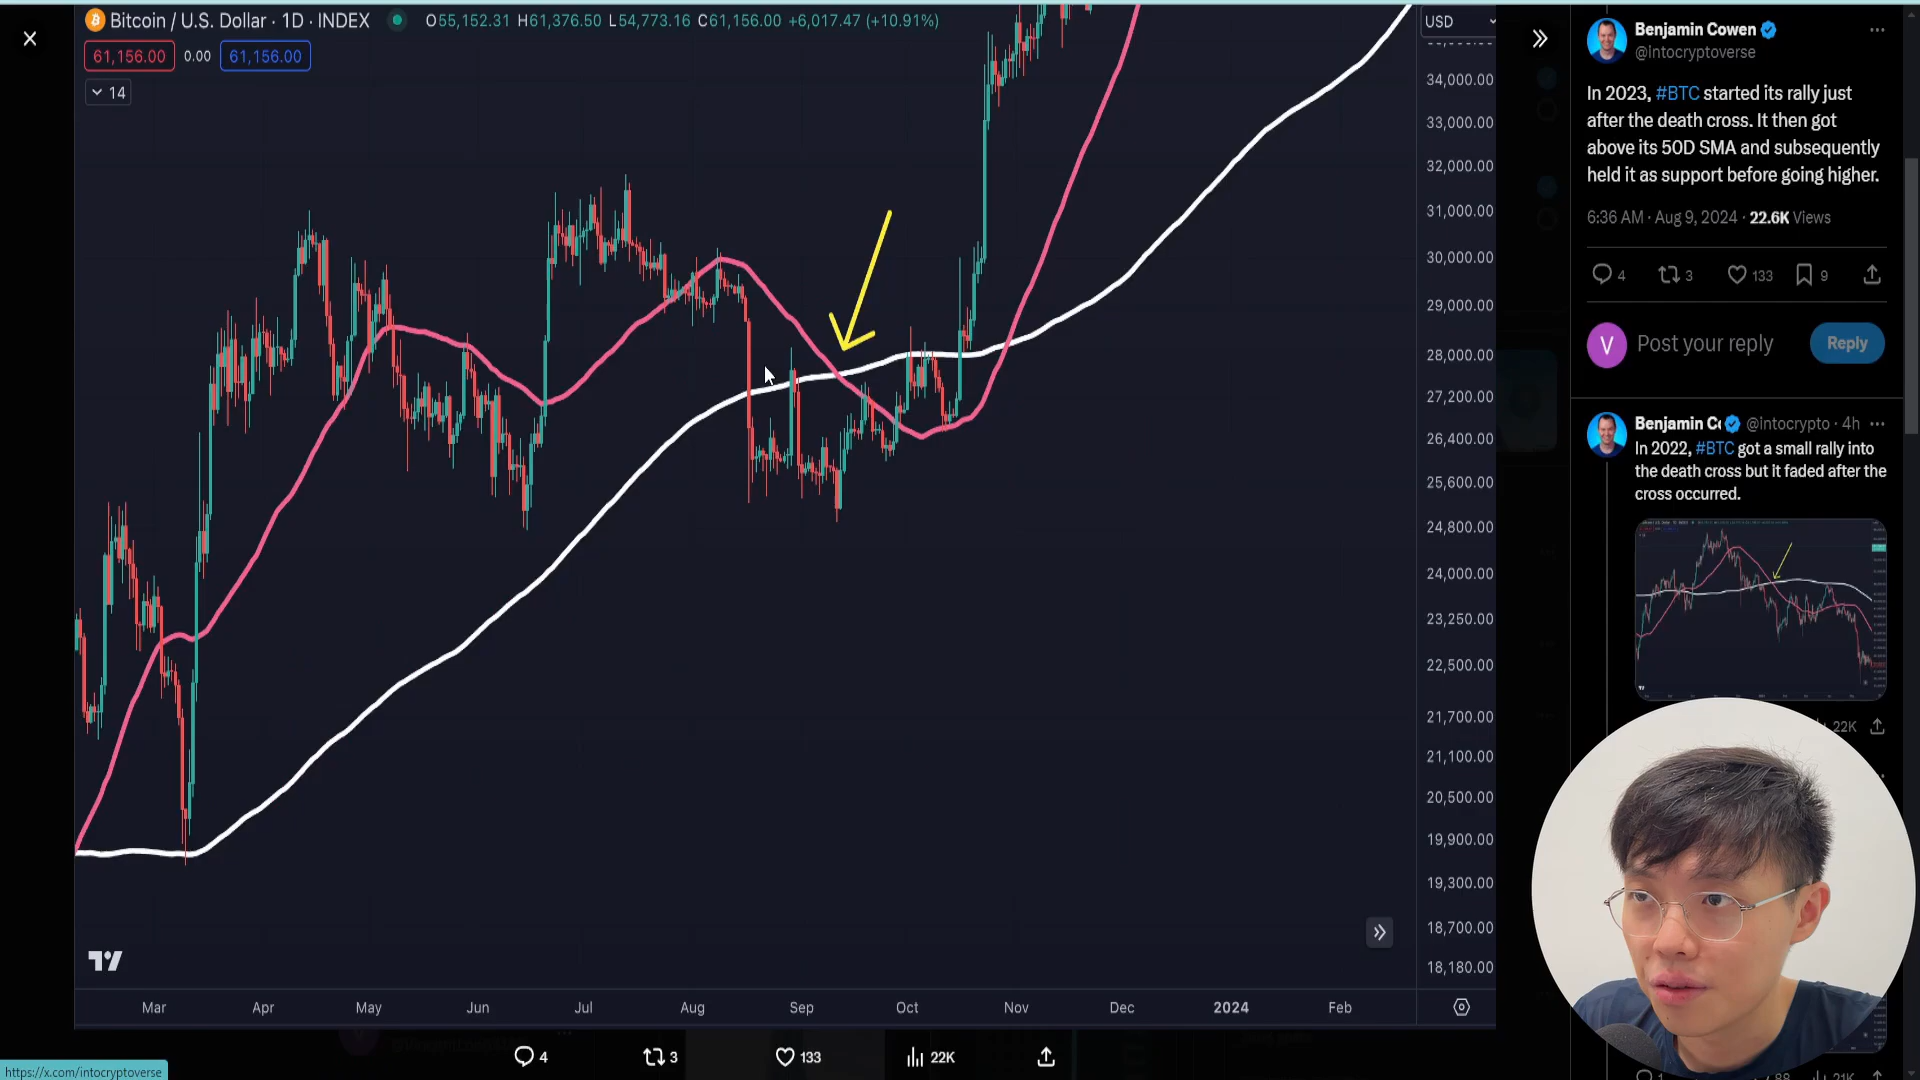 Bitcoin / U.S. Dollar · 1D · INDEX
O55,152.31 H61,376.50 L54,773.16 C61,156.00 +6,017.47 (+10.91%)
61,156.00 0.00 61,156.00
14
USD
34,000.00
33,000.00
32,000.00
31,000.00
30,000.00
29,000.00
28,000.00
27,200.00
26,400.00
25,600.00
24,800.00
24,000.00
23,250.00
22,500.00
21,700.00
21,100.00
20,500.00
19,900.00
19,300.00
18,700.00
18,180.00
Mar Apr May Jun Jul Aug Sep Oct Nov Dec 2024 Feb
4 3 133 22K
https://x.com/intocryptoverse
Benjamin Cowen
@intocryptoverse
In 2023, #BTC started its rally just
after the death cross. It then got
above its 50D SMA and subsequently
held it as support before going higher.
6:36 AM · Aug 9, 2024 · 22.6K Views
4 3 133 9
V Post your reply Reply
Benjamin C @intocrypto · 4h
In 2022, #BTC got a small rally into
the death cross but it faded after the
cross occurred.
22K